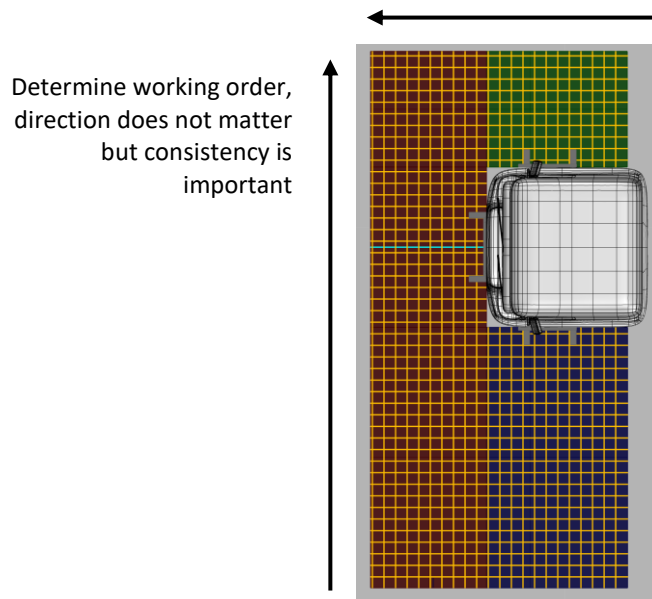 Determine working order,
direction does not matter
but consistency is
important